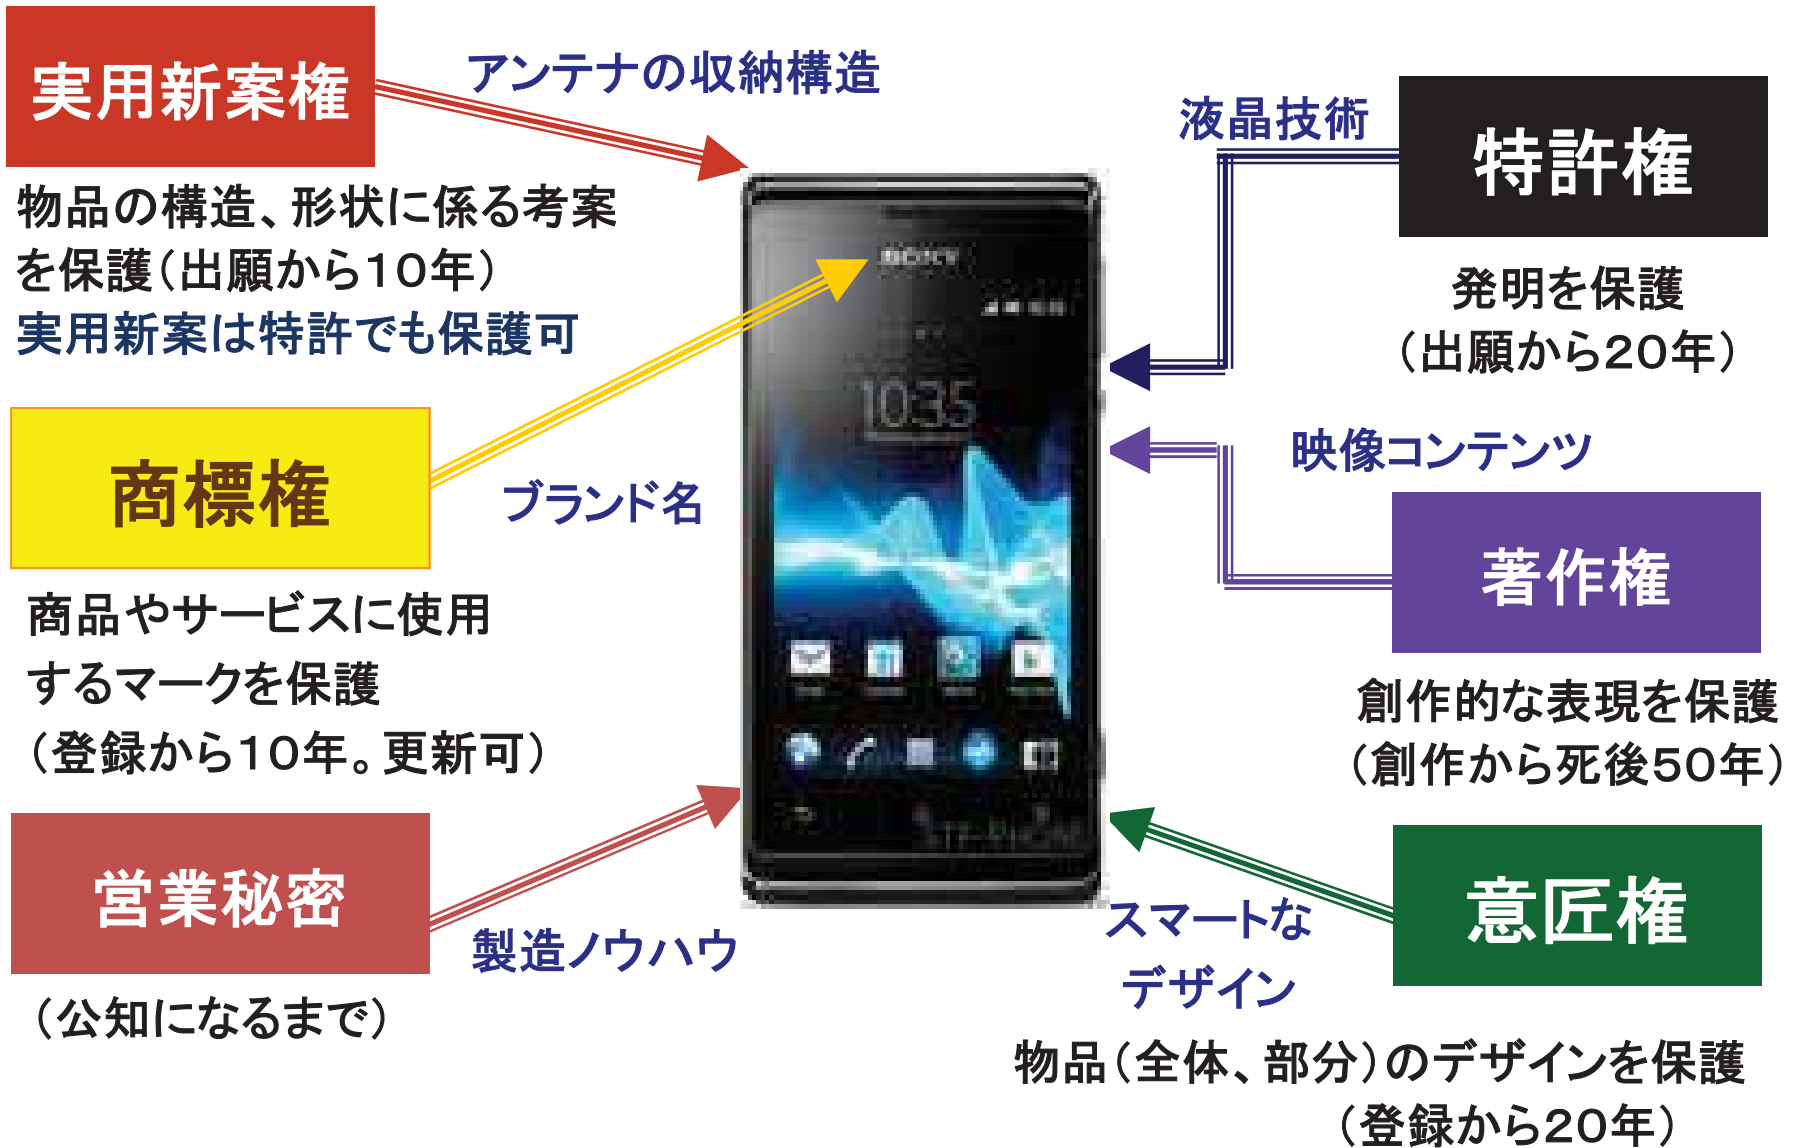 実用新案権
アンテナの収納構造
物品の構造、形状に係る考案
を保護（出願から１０年）
実用新案は特許でも保護可
商標権
ブランド名
商品やサービスに使用
するマークを保護
（登録から１０年。更新可）
営業秘密
製造ノウハウ
（公知になるまで）
SONY
10:35
液晶技術
特許権
発明を保護
（出願から２０年）
映像コンテンツ
著作権
創作的な表現を保護
（創作から死後５０年）
意匠権
スマートな
デザイン
物品（全体、部分）のデザインを保護
（登録から２０年）